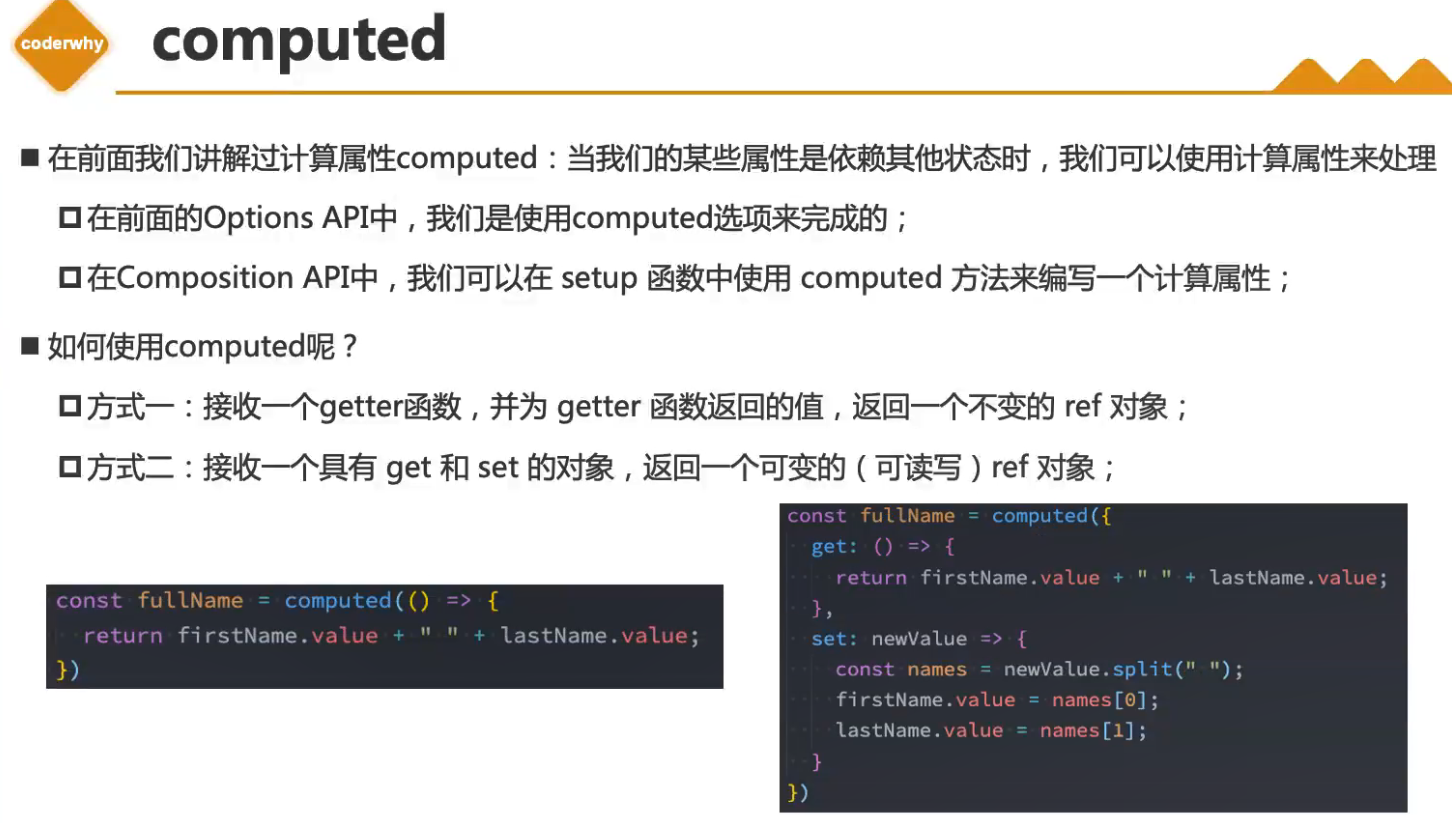 coderwhy
computed
在前面我们讲解过计算属性computed：当我们的某些属性是依赖其他状态时，我们可以使用计算属性来处理
在前面的Options API中，我们是使用computed选项来完成的；
在Composition API中，我们可以在 setup 函数中使用 computed 方法来编写一个计算属性；
如何使用computed呢？
方式一：接收一个getter函数，并为 getter 函数返回的值，返回一个不变的 ref 对象；
方式二：接收一个具有 get 和 set 的对象，返回一个可变的（可读写）ref 对象；
const fullName = computed(() => {
  return firstName.value + " " + lastName.value;
})
const fullName = computed({
  get: () => {
    return firstName.value + " " + lastName.value;
  },
  set: newValue => {
    const names = newValue.split(" ");
    firstName.value = names[0];
    lastName.value = names[1];
  }
})